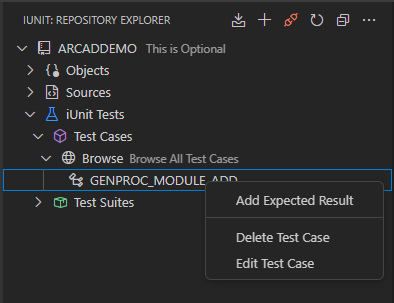 IUNIT: REPOSITORY EXPLORER
ARCADDEMO This is Optional
Objects
Sources
iUnit Tests
Test Cases
Browse Browse All Test Cases
GENPROC_MODULE_ADD
Test Suites
Add Expected Result
Delete Test Case
Edit Test Case